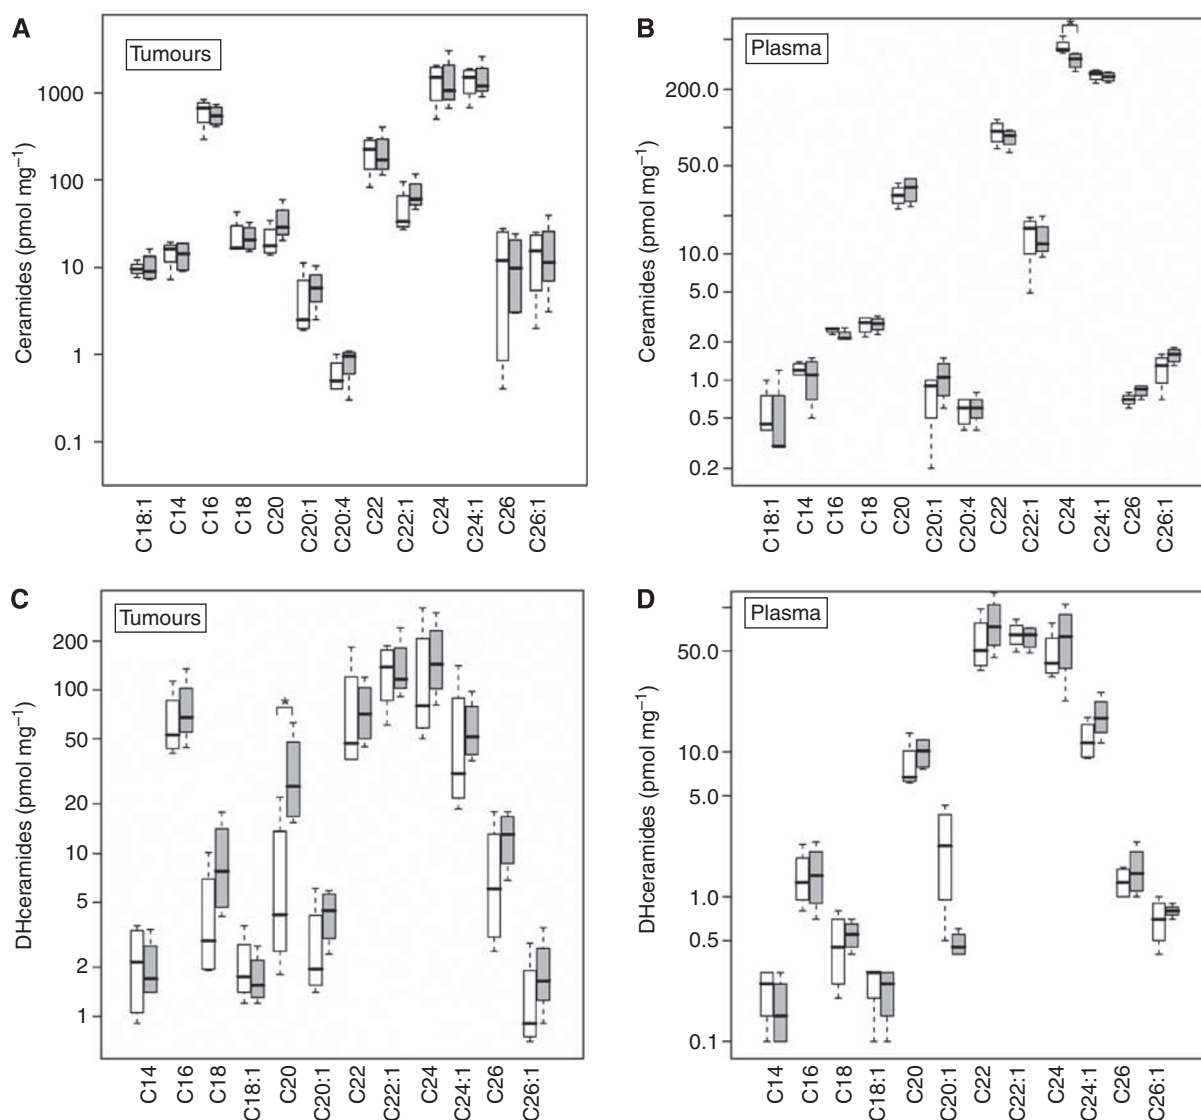 A
Tumours
Ceramides (pmol mg⁻¹)
1000
100
10
1
0.1
C18:1
C14
C16
C18
C20
C20:1
C20:4
C22
C22:1
C24
C24:1
C26
C26:1
B
Plasma
*
Ceramides (pmol mg⁻¹)
200.0
50.0
10.0
5.0
2.0
1.0
0.5
0.2
C18:1
C14
C16
C18
C20
C20:1
C20:4
C22
C22:1
C24
C24:1
C26
C26:1
C
Tumours
*
DHceramides (pmol mg⁻¹)
200
100
50
20
10
5
2
1
C14
C16
C18
C18:1
C20
C20:1
C22
C22:1
C24
C24:1
C26
C26:1
D
Plasma
DHceramides (pmol mg⁻¹)
50.0
10.0
5.0
1.0
0.5
0.1
C14
C16
C18
C18:1
C20
C20:1
C22
C22:1
C24
C24:1
C26
C26:1